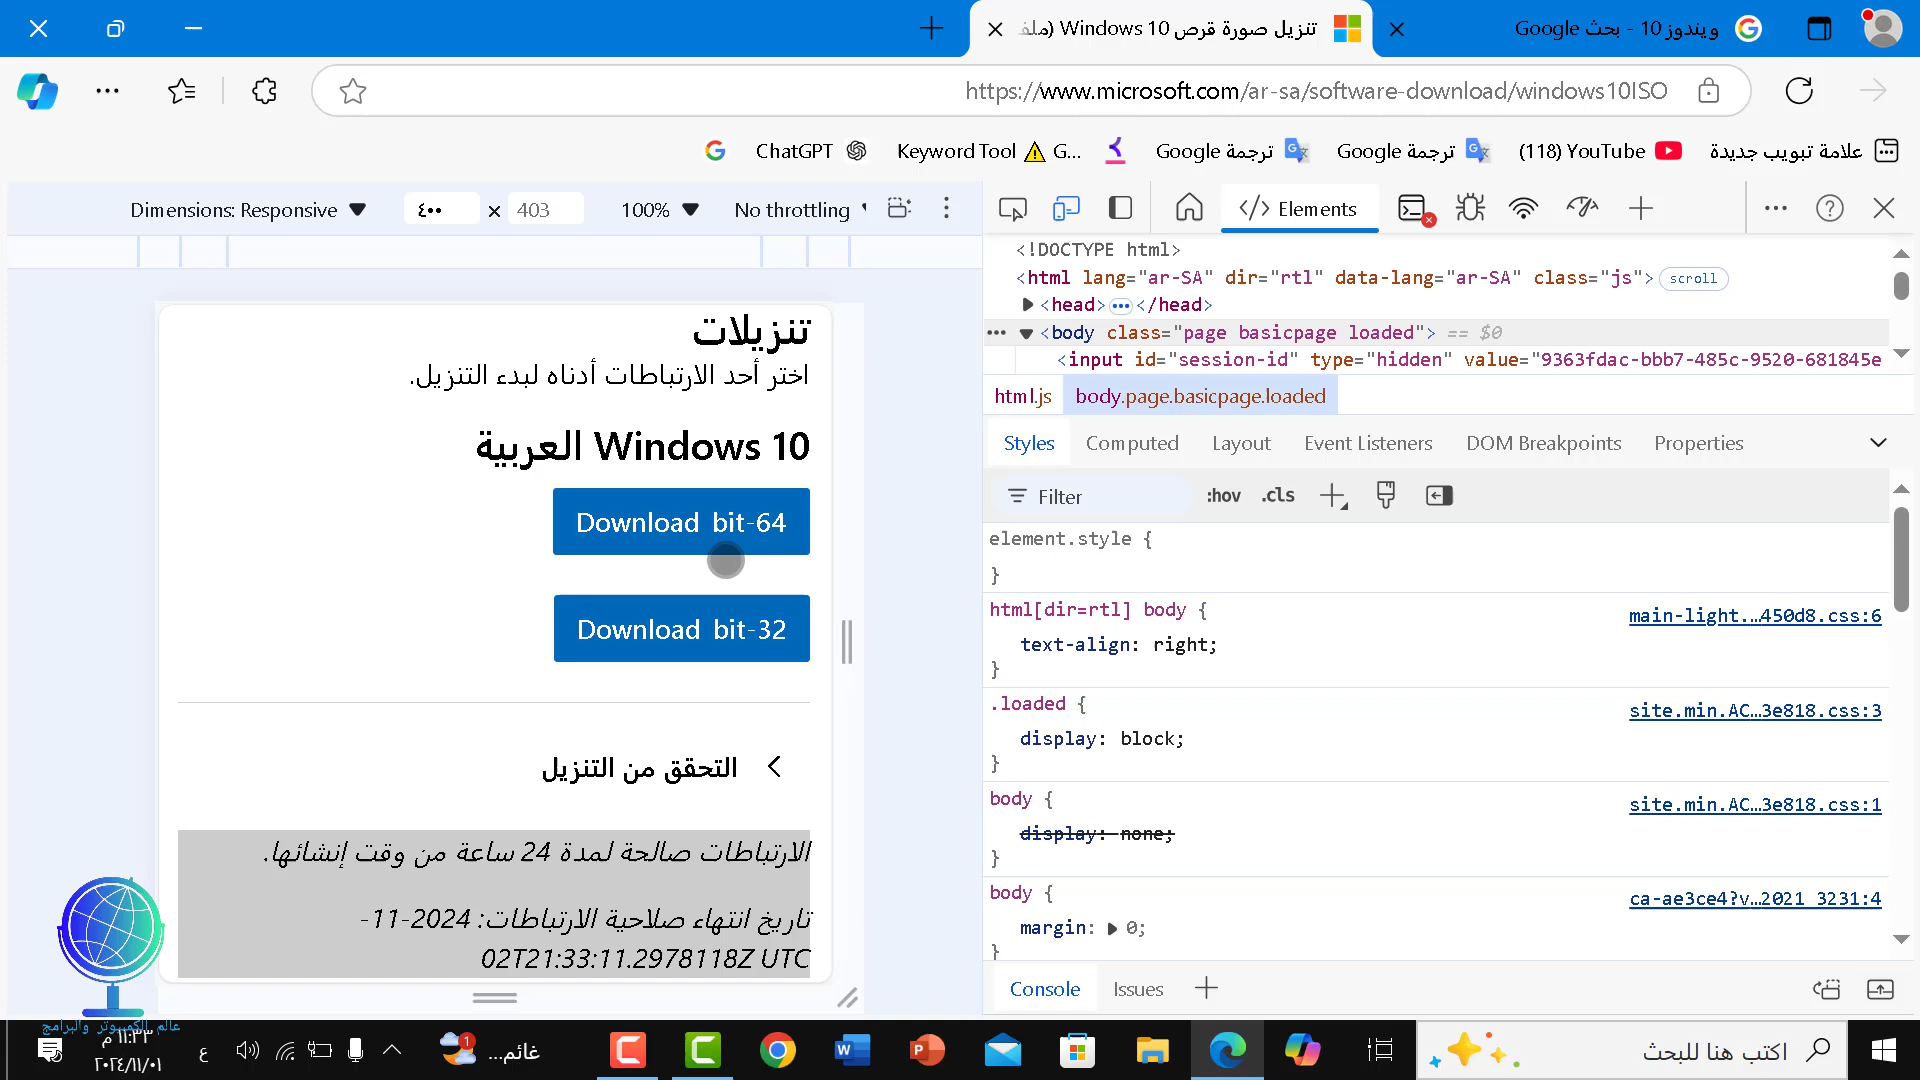 ويندوز 10 - بحث Google
تنزيل صورة قرص Windows 10 (ملف
https://www.microsoft.com/ar-sa/software-download/windows10ISO
علامة تبويب جديدة
(118) YouTube
ترجمة Google
ترجمة Google
Keyword Tool ⚠ G...
ChatGPT
Dimensions: Responsive
٤٠٠ × 403
100%
No throttling
Elements
<!DOCTYPE html>
<html lang="ar-SA" dir="rtl" data-lang="ar-SA" class="js"> scroll
<head> ••• </head>
••• <body class="page basicpage loaded"> == $0
<input id="session-id" type="hidden" value="9363fdac-bbb7-485c-9520-681845e
html.js body.page.basicpage.loaded
Styles Computed Layout Event Listeners DOM Breakpoints Properties
Filter :hov .cls
element.style {
}
html[dir=rtl] body { main-light...450d8.css:6
text-align: right;
}
.loaded { site.min.AC...3e818.css:3
display: block;
}
body { site.min.AC...3e818.css:1
display: none;
}
body { ca-ae3ce4?v...2021 3231:4
margin: 0;
}
Console Issues
تنزيلات
اختر أحد الارتباطات أدناه لبدء التنزيل.
Windows 10 العربية
Download bit-64
Download bit-32
التحقق من التنزيل
الارتباطات صالحة لمدة 24 ساعة من وقت إنشائها.
تاريخ انتهاء صلاحية الارتباطات: 2024-11-
02T21:33:11.2978118Z UTC
عالم الكمبيوتر والبرامج
اكتب هنا للبحث
غائم...
1
ع
١١:٣٣ م
٢٠٢٤/١١/٠١